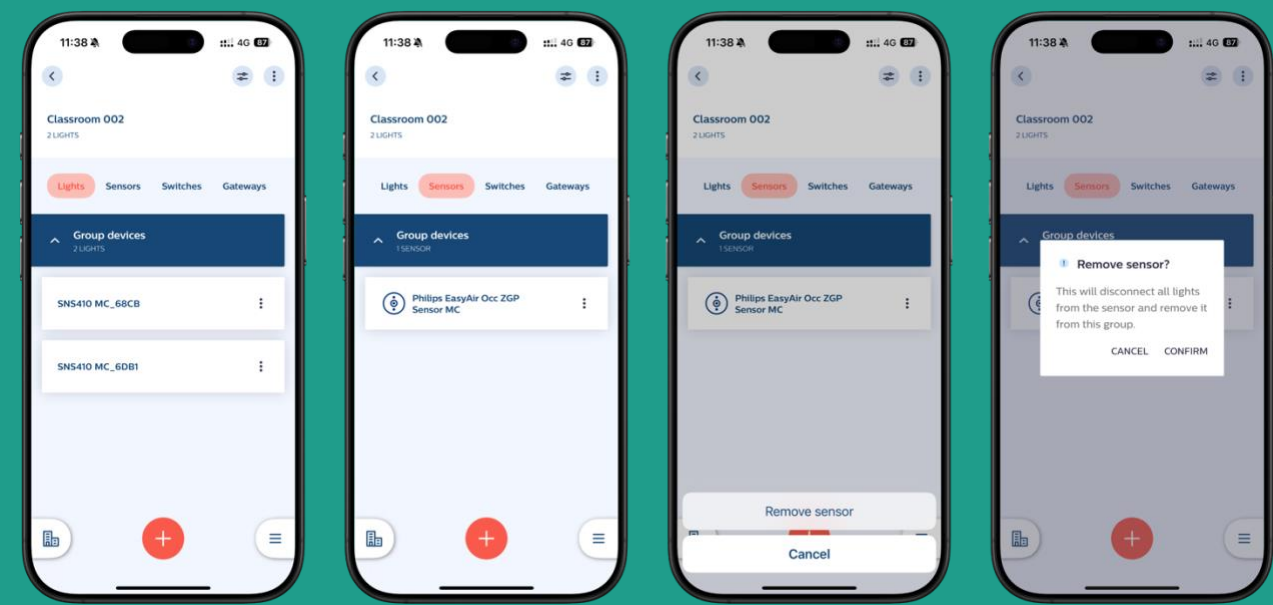 11:38
4G 87
Classroom 002
2 LIGHTS
Lights Sensors Switches Gateways
Group devices
2 LIGHTS
SNS410 MC_68CB
SNS410 MC_6DB1
11:38
4G 87
Classroom 002
2 LIGHTS
Lights Sensors Switches Gateways
Group devices
1 SENSOR
Philips EasyAir Occ ZGP
Sensor MC
11:38
4G 87
Classroom 002
2 LIGHTS
Lights Sensors Switches Gateways
Group devices
1 SENSOR
Philips EasyAir Occ ZGP
Sensor MC
Remove sensor
Cancel
11:38
4G 87
Classroom 002
2 LIGHTS
Lights Sensors Switches Gateways
Group devices
Remove sensor?
This will disconnect all lights
from the sensor and remove it
from this group.
CANCEL CONFIRM